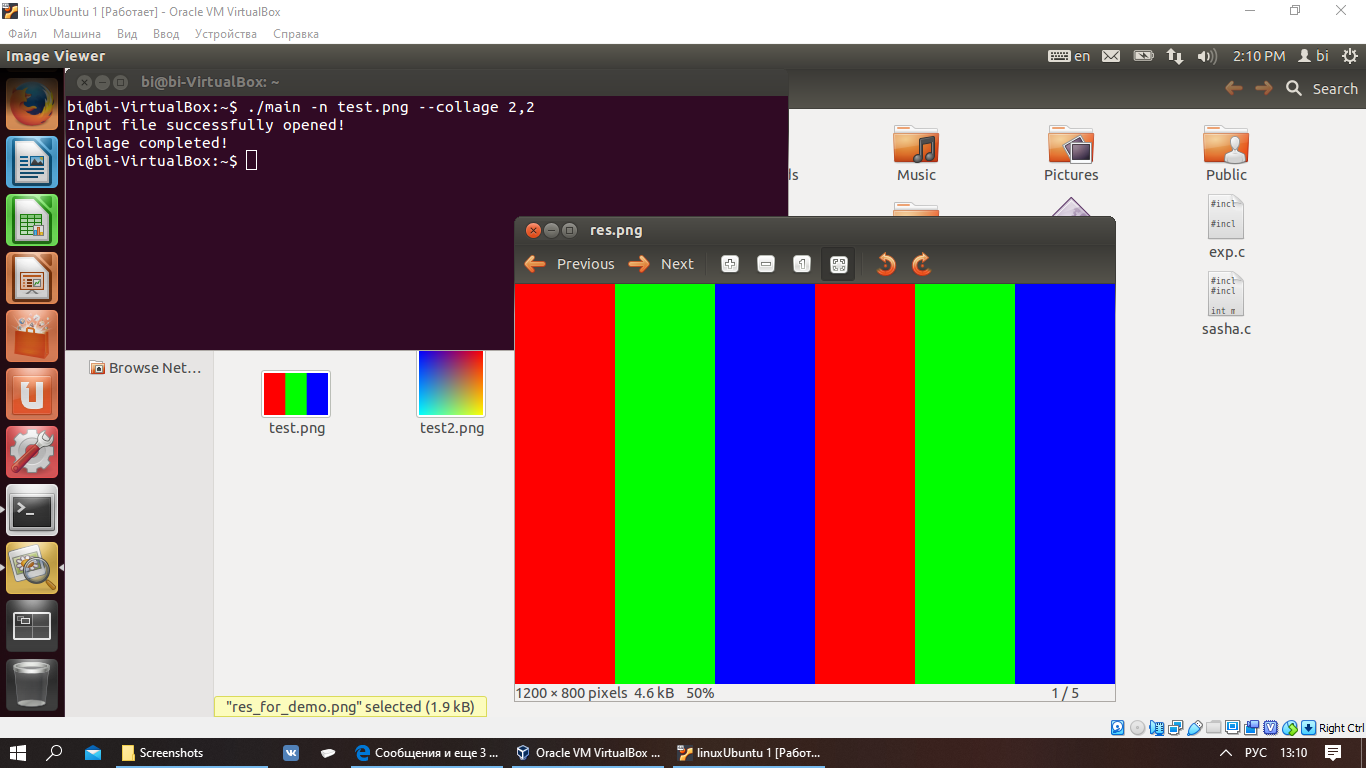 linuxUbuntu 1 [Работает] - Oracle VM VirtualBox
Файл Машина Вид Ввод Устройства Справка
Image Viewer
en
2:10 PM
bi
bi@bi-VirtualBox: ~
Search
bi@bi-VirtualBox:~$ ./main -n test.png --collage 2,2
Input file successfully opened!
Collage completed!
bi@bi-VirtualBox:~$
ls
Music
Pictures
Public
#incl
#incl
exp.c
#incl
#incl
int m
sasha.c
res.png
Previous
Next
Browse Net...
test.png
test2.png
1200 × 800 pixels 4.6 kB 50%
1 / 5
"res_for_demo.png" selected (1.9 kB)
Right Ctrl
Screenshots
Сообщения и еще 3 ...
Oracle VM VirtualBox ...
linuxUbuntu 1 [Работ...
РУС
13:10